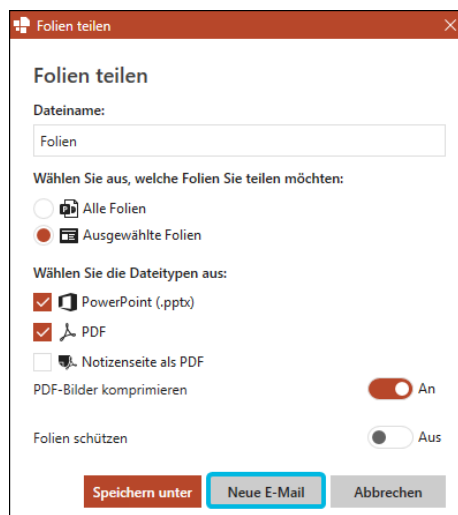 Folien teilen
Folien teilen
Dateiname:
Folien
Wählen Sie aus, welche Folien Sie teilen möchten:
Alle Folien
Ausgewählte Folien
Wählen Sie die Dateitypen aus:
PowerPoint (.pptx)
PDF
Notizenseite als PDF
PDF-Bilder komprimieren An
Folien schützen Aus
Speichern unter Neue E-Mail Abbrechen